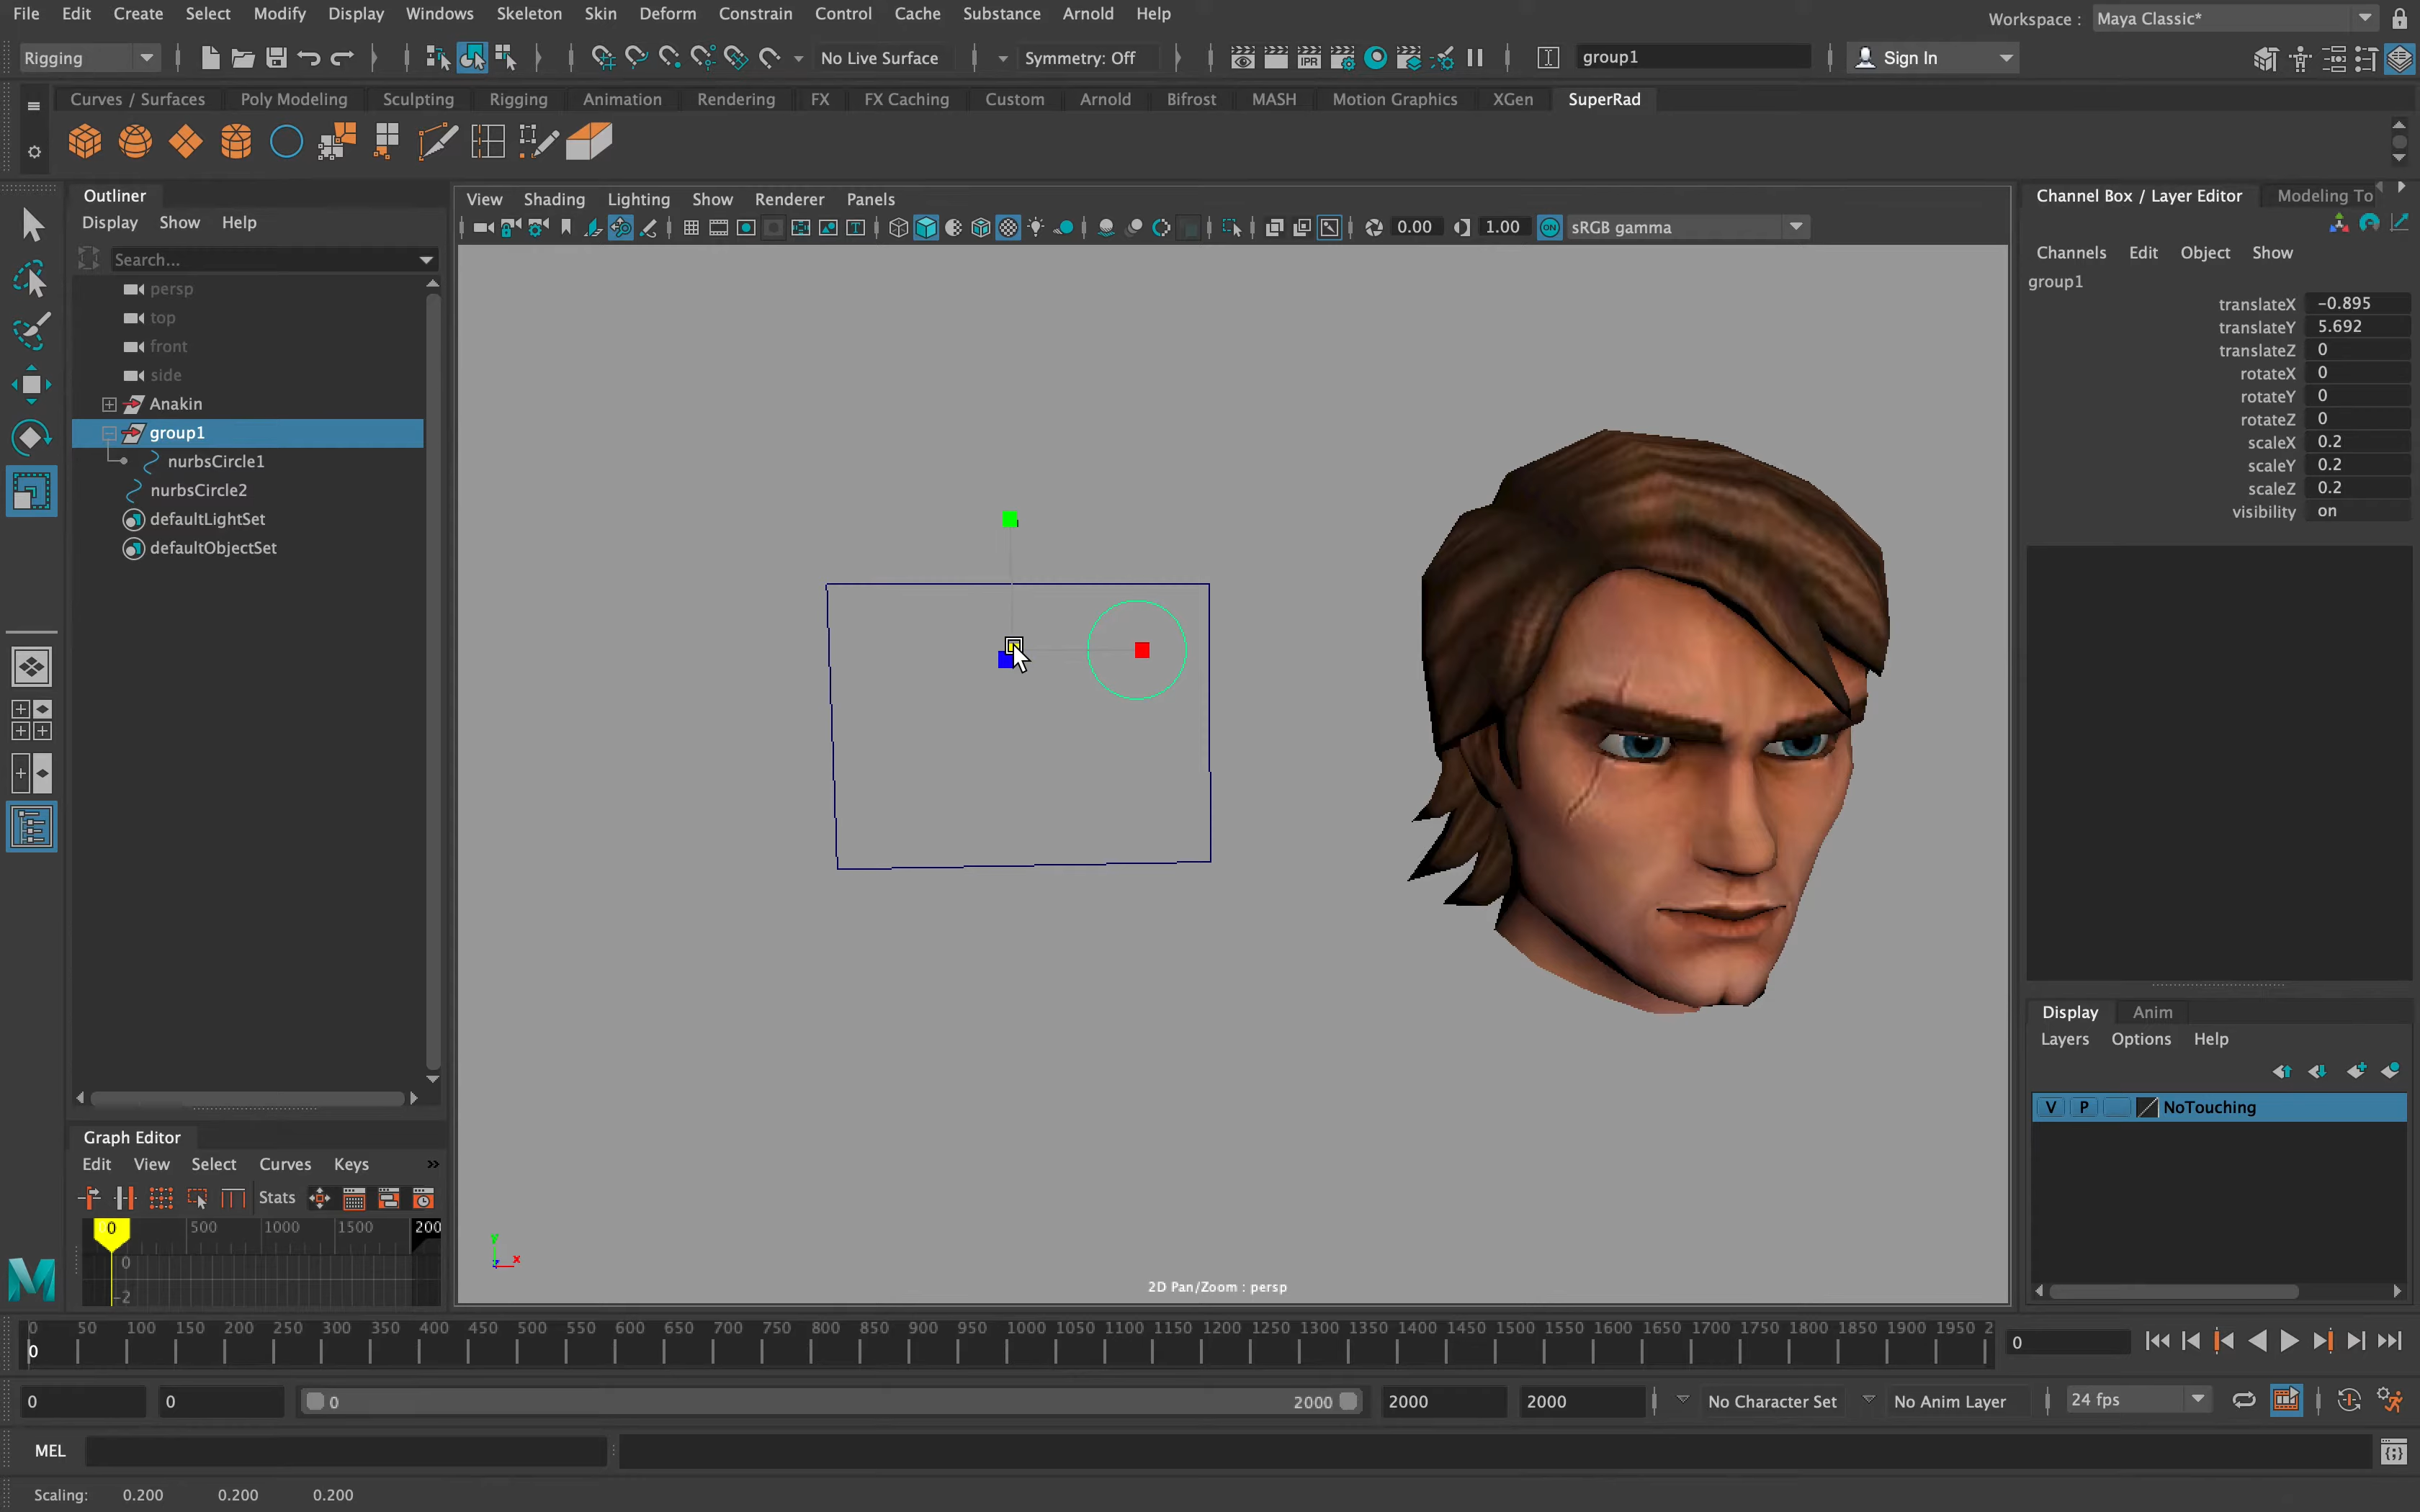 File Edit Create Select Modify Display Windows Skeleton Skin Deform Constrain Control Cache Substance Arnold Help Workspace : Maya Classic*
Rigging No Live Surface Symmetry: Off IPR group1 Sign In
Curves / Surfaces Poly Modeling Sculpting Rigging Animation Rendering FX FX Caching Custom Arnold Bifrost MASH Motion Graphics XGen SuperRad
Outliner
Display Show Help
Search...
persp
top
front
side
Anakin
group1
nurbsCircle1
nurbsCircle2
defaultLightSet
defaultObjectSet
View Shading Lighting Show Renderer Panels
0.00 1.00 ON sRGB gamma
x
2D Pan/Zoom : persp
Channel Box / Layer Editor Modeling To
Channels Edit Object Show
group1
translateX -0.895
translateY 5.692
translateZ 0
rotateX 0
rotateY 0
rotateZ 0
scaleX 0.2
scaleY 0.2
scaleZ 0.2
visibility on
Display Anim
Layers Options Help
V P NoTouching
Graph Editor
Edit View Select Curves Keys »
Stats
0 500 1000 1500 200
0
-2
0 50 100 150 200 250 300 350 400 450 500 550 600 650 700 750 800 850 900 950 1000 1050 1100 1150 1200 1250 1300 1350 1400 1450 1500 1550 1600 1650 1700 1750 1800 1850 1900 1950 2
0 0
0 0 0 2000 2000 2000 No Character Set No Anim Layer 24 fps
MEL
Scaling: 0.200 0.200 0.200